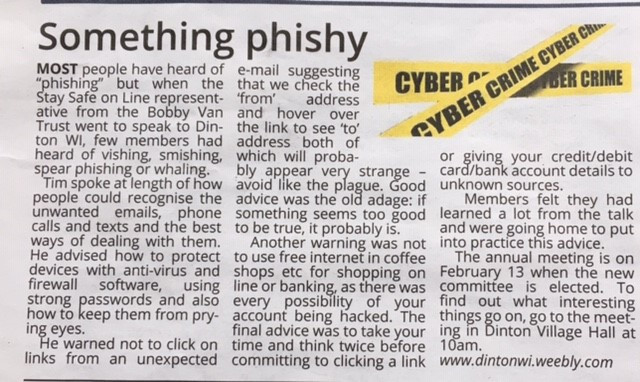 Something phishy
MOST people have heard of
"phishing" but when the
Stay Safe on Line represent-
ative from the Bobby Van
Trust went to speak to Din-
ton WI, few members had
heard of vishing, smishing,
spear phishing or whaling.
Tim spoke at length of how
people could recognise the
unwanted emails, phone
calls and texts and the best
ways of dealing with them.
He advised how to protect
devices with anti-virus and
firewall software, using
strong passwords and also
how to keep them from pry-
ing eyes.
He warned not to click on
links from an unexpected
e-mail suggesting
that we check the
'from' address
and hover over
the link to see 'to'
address both of
which will proba-
bly appear very strange –
avoid like the plague. Good
advice was the old adage: if
something seems too good
to be true, it probably is.
Another warning was not
to use free internet in coffee
shops etc for shopping on
line or banking, as there was
every possibility of your
account being hacked. The
final advice was to take your
time and think twice before
committing to clicking a link
CYBER CRIME CYBER
CYBER
CRIME
or giving your credit/debit
card/bank account details to
unknown sources.
Members felt they had
learned a lot from the talk
and were going home to put
into practice this advice.
The annual meeting is on
February 13 when the new
committee is elected. To
find out what interesting
things go on, go to the meet-
ing in Dinton Village Hall at
10am.
www.dintonwi.weebly.com